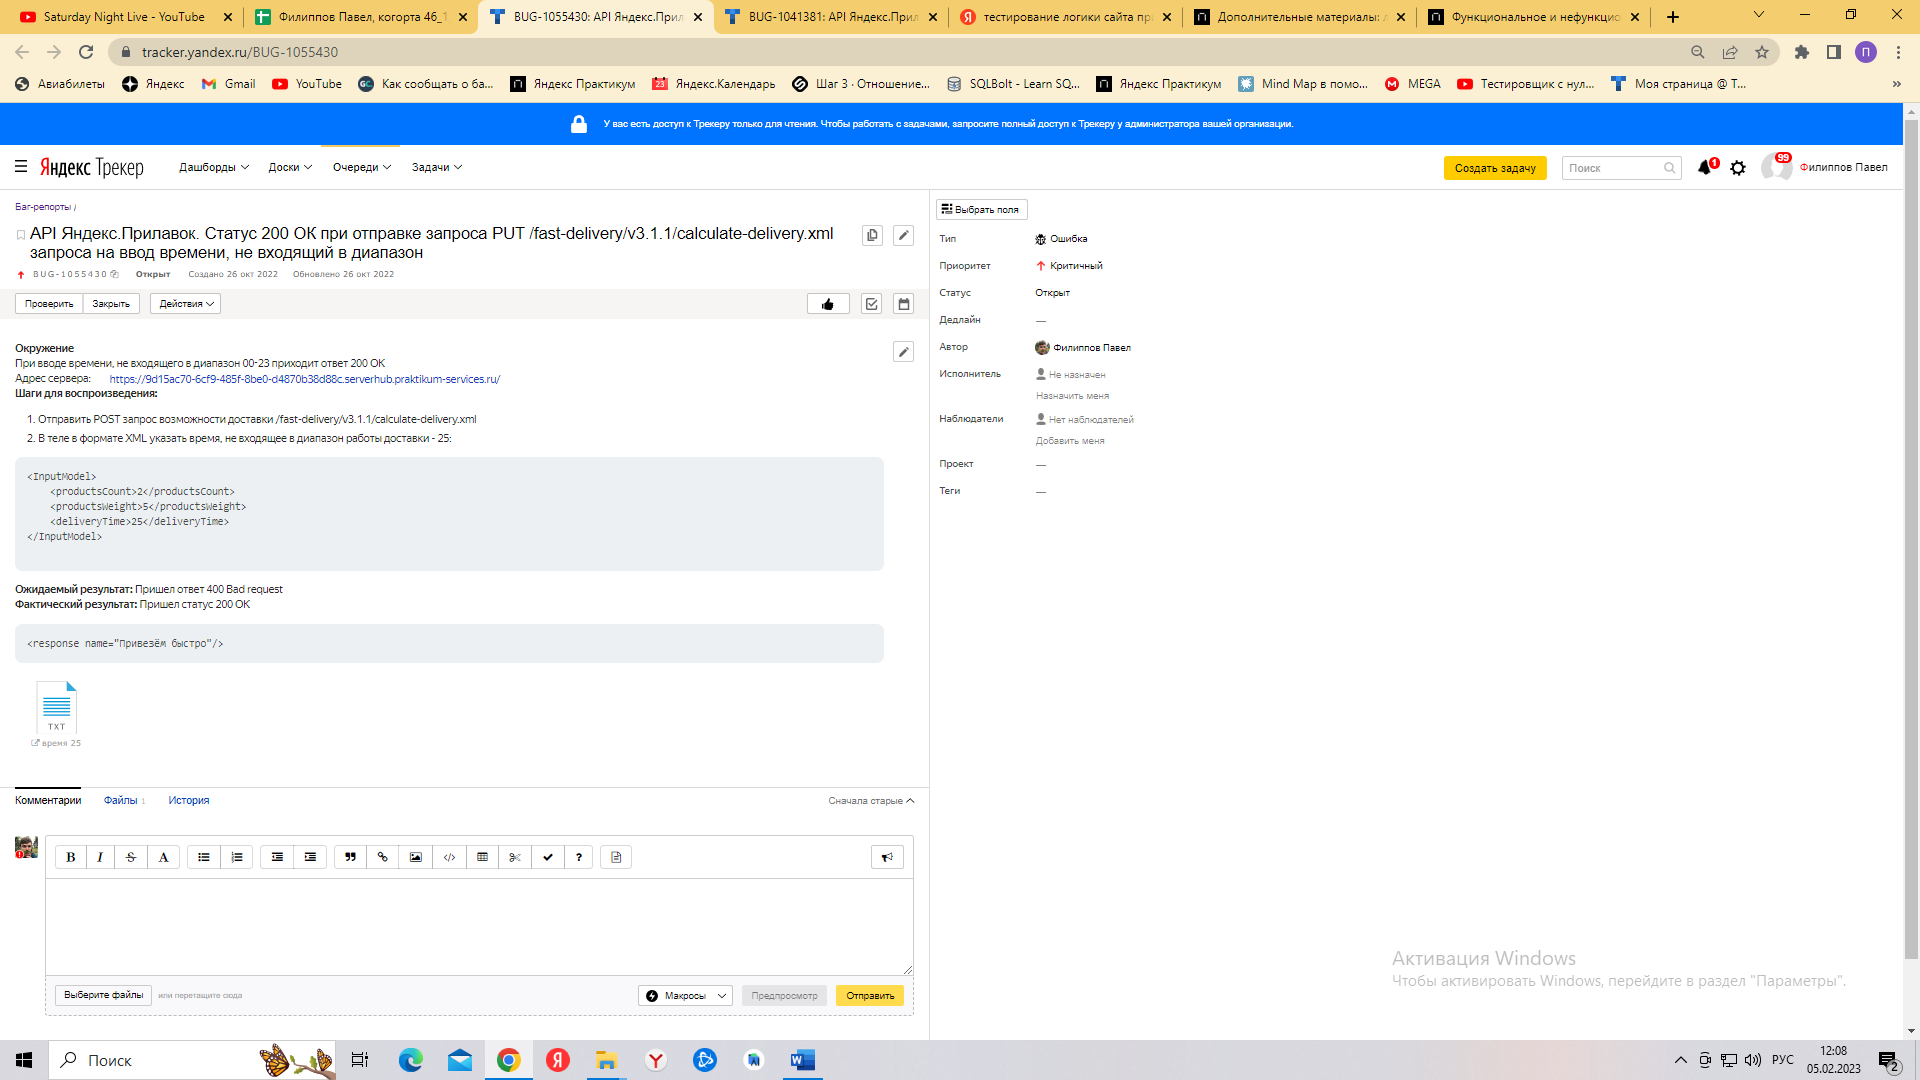 Saturday Night Live - YouTube
Филиппов Павел, когорта 46_1
BUG-1055430: API Яндекс.Прил
BUG-1041381: API Яндекс.Прил
тестирование логики сайта пр
Дополнительные материалы: л
Функциональное и нефункцио
tracker.yandex.ru/BUG-1055430
П
Авиабилеты
Яндекс
Gmail
YouTube
Как сообщать о ба...
Яндекс Практикум
Яндекс.Календарь
Шаг 3 · Отношение...
SQLBolt - Learn SQ...
Яндекс Практикум
Mind Map в помо...
MEGA
Тестировщик с нул...
Моя страница @ Т...
У вас есть доступ к Трекеру только для чтения. Чтобы работать с задачами, запросите полный доступ к Трекеру у администратора вашей организации.
Яндекс Трекер
Дашборды
Доски
Очереди
Задачи
Создать задачу
Поиск
1
99
Филиппов Павел
Баг-репорты /
API Яндекс.Прилавок. Статус 200 ОК при отправке запроса PUT /fast-delivery/v3.1.1/calculate-delivery.xml
запроса на ввод времени, не входящий в диапазон
BUG-1055430
Открыт
Создано 26 окт 2022
Обновлено 26 окт 2022
Проверить
Закрыть
Действия
Окружение
При вводе времени, не входящего в диапазон 00-23 приходит ответ 200 ОК
Адрес сервера: https://9d15ac70-6cf9-485f-8be0-d4870b38d88c.serverhub.praktikum-services.ru/
Шаги для воспроизведения:
1. Отправить POST запрос возможности доставки /fast-delivery/v3.1.1/calculate-delivery.xml
2. В теле в формате XML указать время, не входящее в диапазон работы доставки - 25:
<InputModel>
<productsCount>2</productsCount>
<productsWeight>5</productsWeight>
<deliveryTime>25</deliveryTime>
</InputModel>
Ожидаемый результат: Пришел ответ 400 Bad request
Фактический результат: Пришел статус 200 ОК
<response name="Привезём быстро"/>
TXT
время 25
Комментарии
Файлы 1
История
Сначала старые
Выберите файлы
или перетащите сюда
Макросы
Предпросмотр
Отправить
Выбрать поля
Тип
Ошибка
Приоритет
Критичный
Статус
Открыт
Дедлайн
—
Автор
Филиппов Павел
Исполнитель
Не назначен
Назначить меня
Наблюдатели
Нет наблюдателей
Добавить меня
Проект
—
Теги
—
Активация Windows
Чтобы активировать Windows, перейдите в раздел "Параметры".
Поиск
РУС
12:08
05.02.2023
2